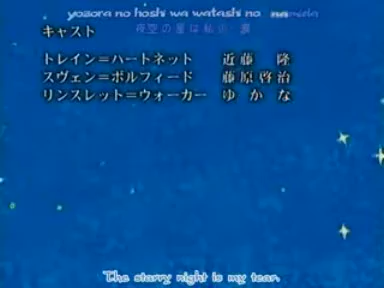 yozora no hoshi wa watashi no namida
夜空の星は私の 涙
キャスト
トレイン=ハートネット 近藤 隆
スヴェン=ボルフィード 藤原啓治
リンスレット=ウォーカー ゆかな
The starry night is my tear.